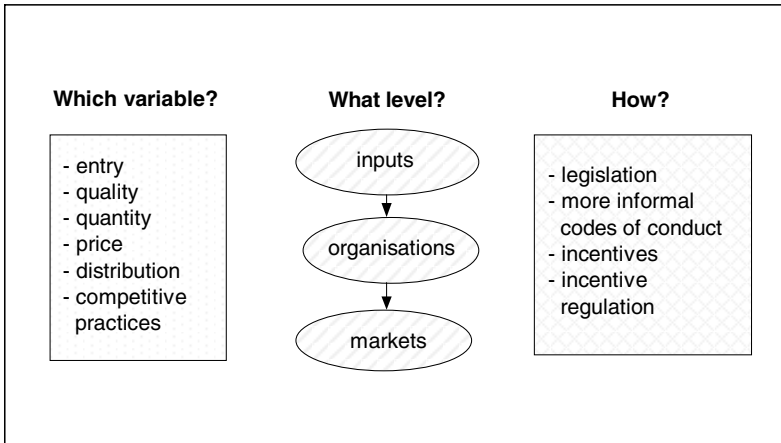 Which variable?
- entry
- quality
- quantity
- price
- distribution
- competitive
practices
What level?
inputs
organisations
markets
How?
- legislation
- more informal
codes of conduct
- incentives
- incentive
regulation